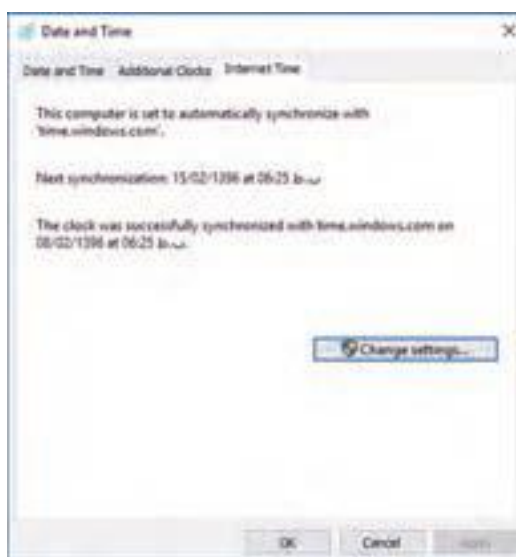 Date and Time
Date and Time Additional Clocks Internet Time
This computer is set to automatically synchronize with
'time.windows.com'.
Next synchronization: 15/02/1396 at 06:25 ب.ظ
The clock was successfully synchronized with time.windows.com on
08/02/1396 at 06:25 ب.ظ.
Change settings...
OK Cancel Apply